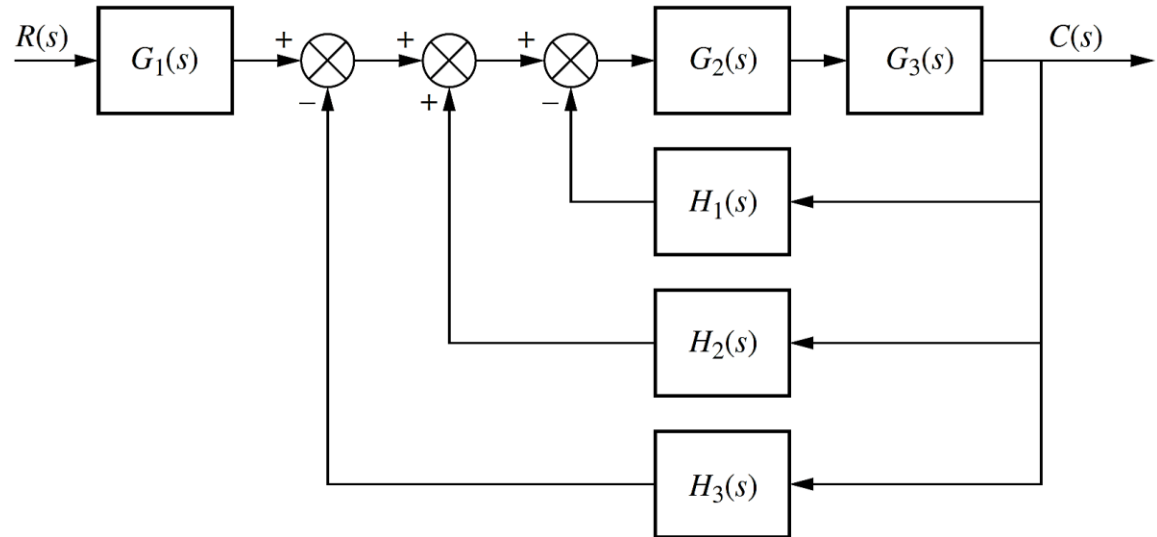 R(s)
G₁(s)
+
−
+
+
+
−
G₂(s)
G₃(s)
C(s)
H₁(s)
H₂(s)
H₃(s)